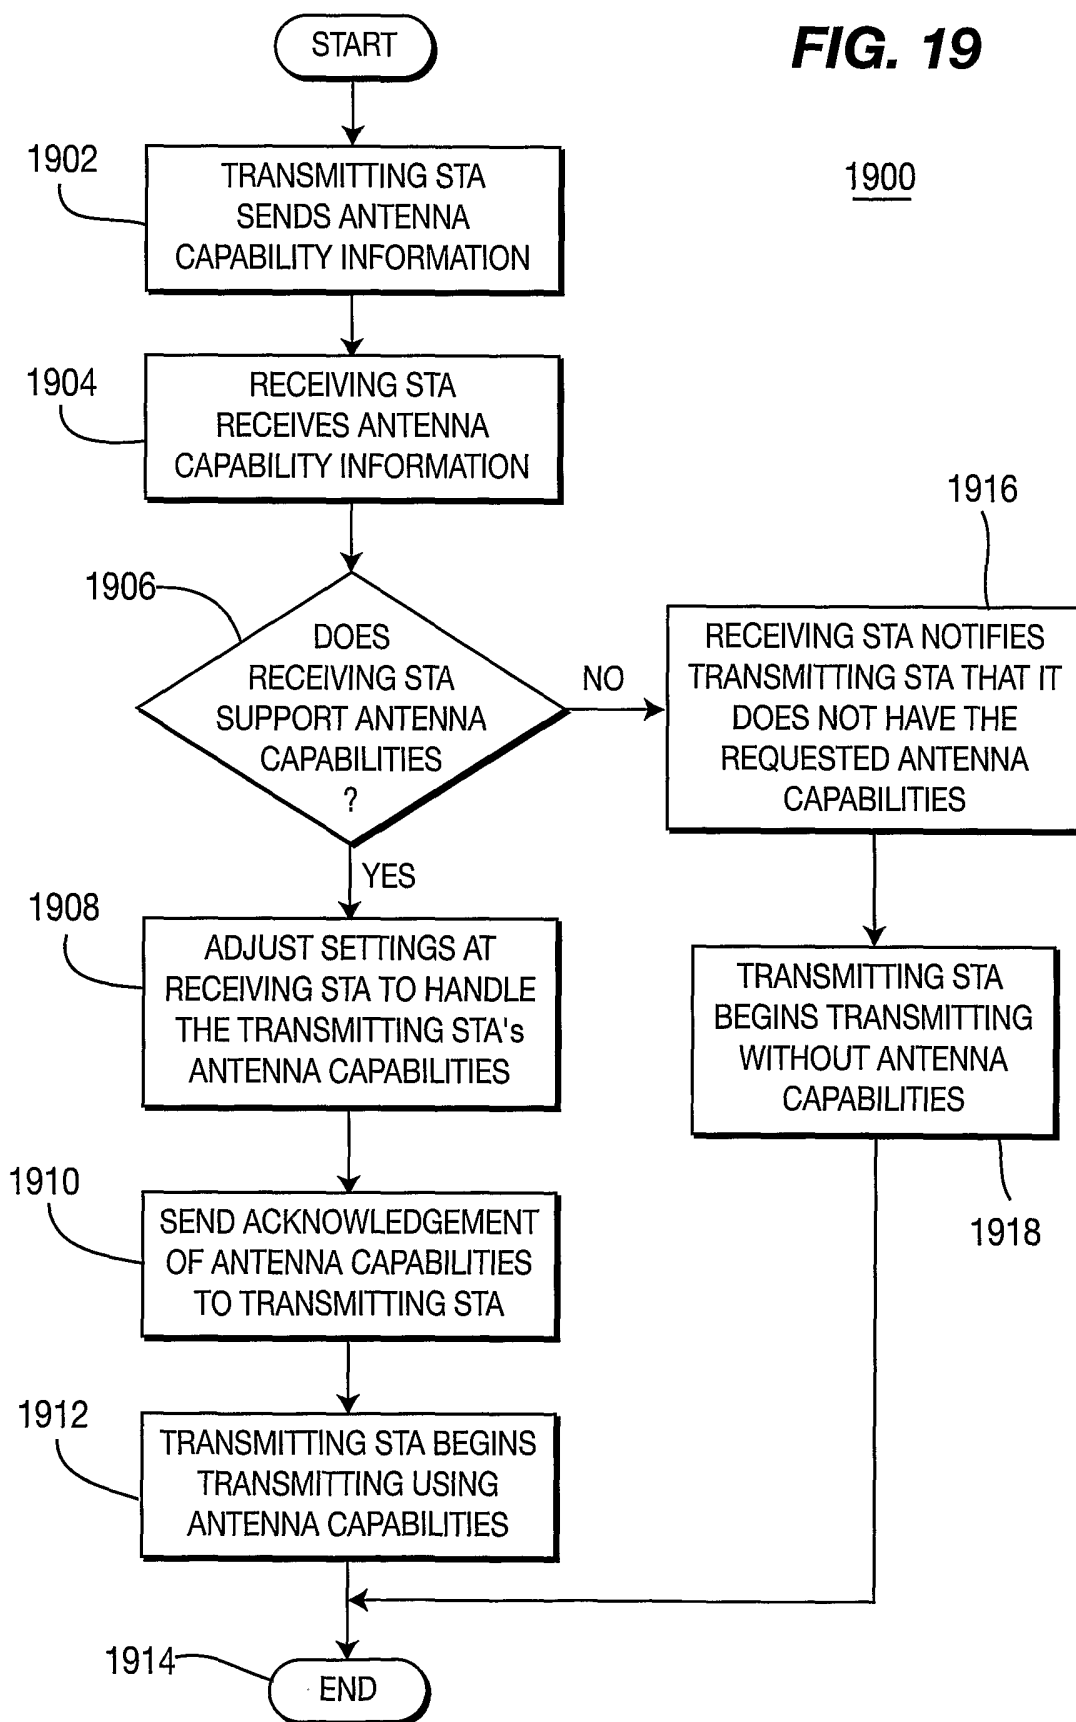 START
FIG. 19
1900
1902
TRANSMITTING STA
SENDS ANTENNA
CAPABILITY INFORMATION
1904
RECEIVING STA
RECEIVES ANTENNA
CAPABILITY INFORMATION
1906
DOES
RECEIVING STA
SUPPORT ANTENNA
CAPABILITIES
?
NO
1916
RECEIVING STA NOTIFIES
TRANSMITTING STA THAT IT
DOES NOT HAVE THE
REQUESTED ANTENNA
CAPABILITIES
YES
1908
ADJUST SETTINGS AT
RECEIVING STA TO HANDLE
THE TRANSMITTING STA's
ANTENNA CAPABILITIES
TRANSMITTING STA
BEGINS TRANSMITTING
WITHOUT ANTENNA
CAPABILITIES
1918
1910
SEND ACKNOWLEDGEMENT
OF ANTENNA CAPABILITIES
TO TRANSMITTING STA
1912
TRANSMITTING STA BEGINS
TRANSMITTING USING
ANTENNA CAPABILITIES
1914
END